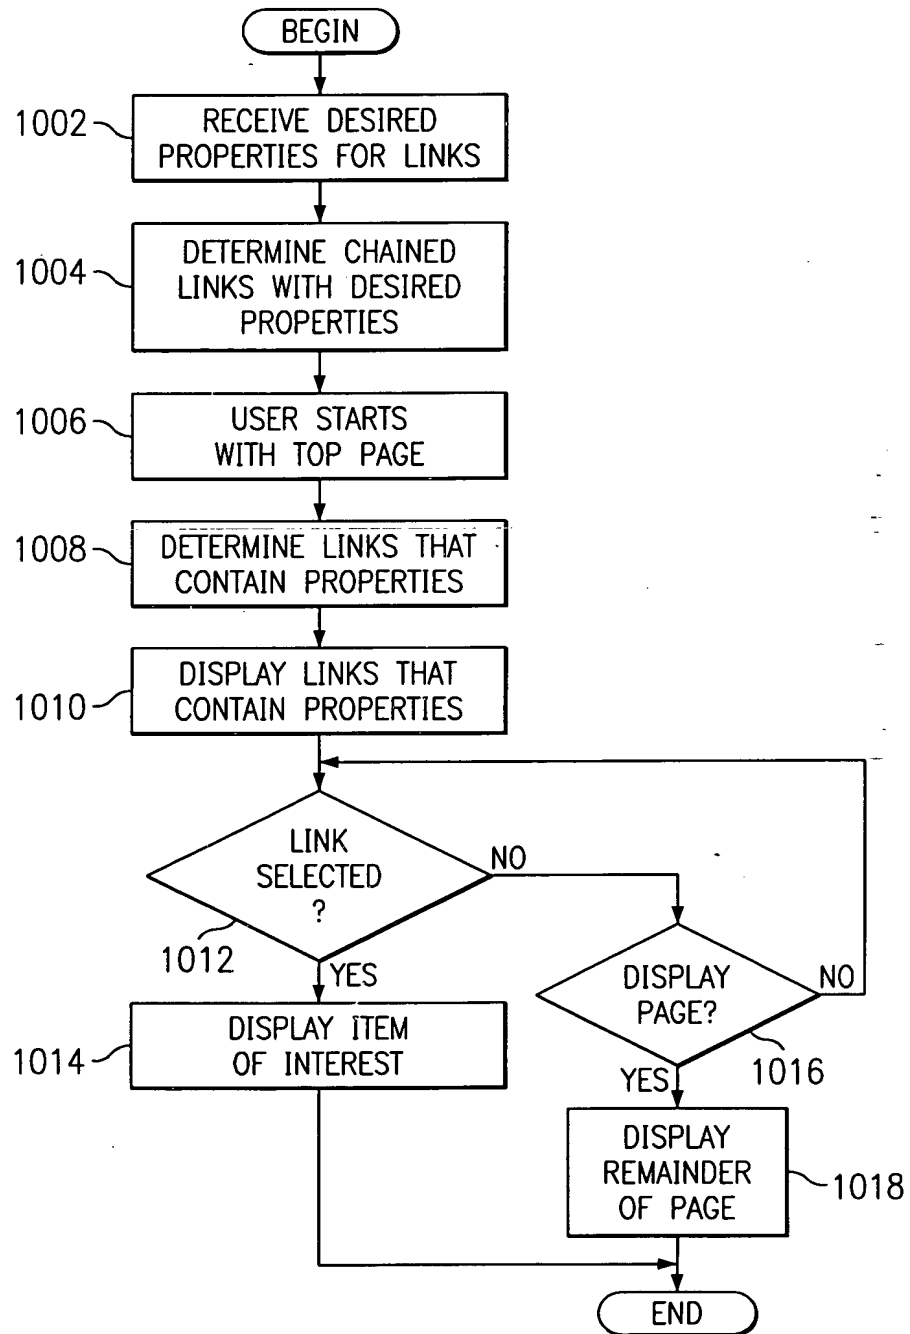 BEGIN
1002
RECEIVE DESIRED
PROPERTIES FOR LINKS
1004
DETERMINE CHAINED
LINKS WITH DESIRED
PROPERTIES
1006
USER STARTS
WITH TOP PAGE
1008
DETERMINE LINKS THAT
CONTAIN PROPERTIES
1010
DISPLAY LINKS THAT
CONTAIN PROPERTIES
LINK
SELECTED
?
NO
1012
YES
DISPLAY
PAGE?
NO
1016
YES
1014
DISPLAY ITEM
OF INTEREST
DISPLAY
REMAINDER
OF PAGE
1018
END